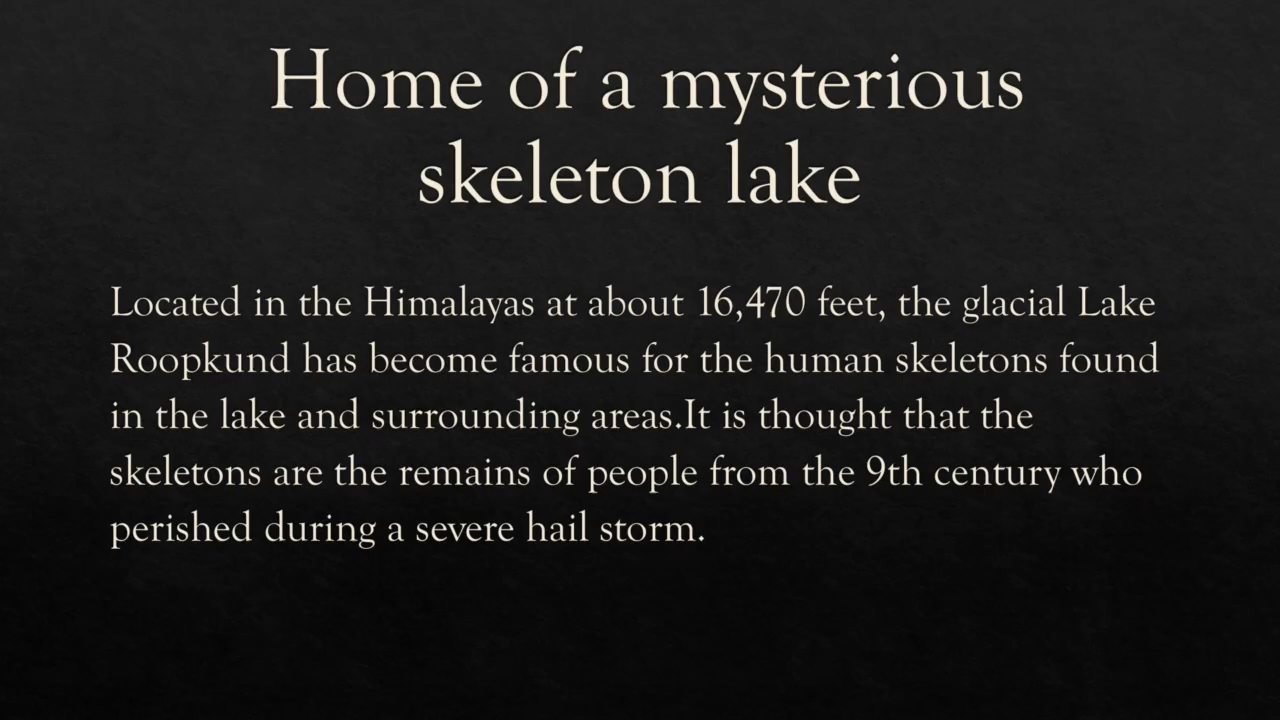 Home of a mysterious
skeleton lake
Located in the Himalayas at about 16,470 feet, the glacial Lake
Roopkund has become famous for the human skeletons found
in the lake and surrounding areas.It is thought that the
skeletons are the remains of people from the 9th century who
perished during a severe hail storm.